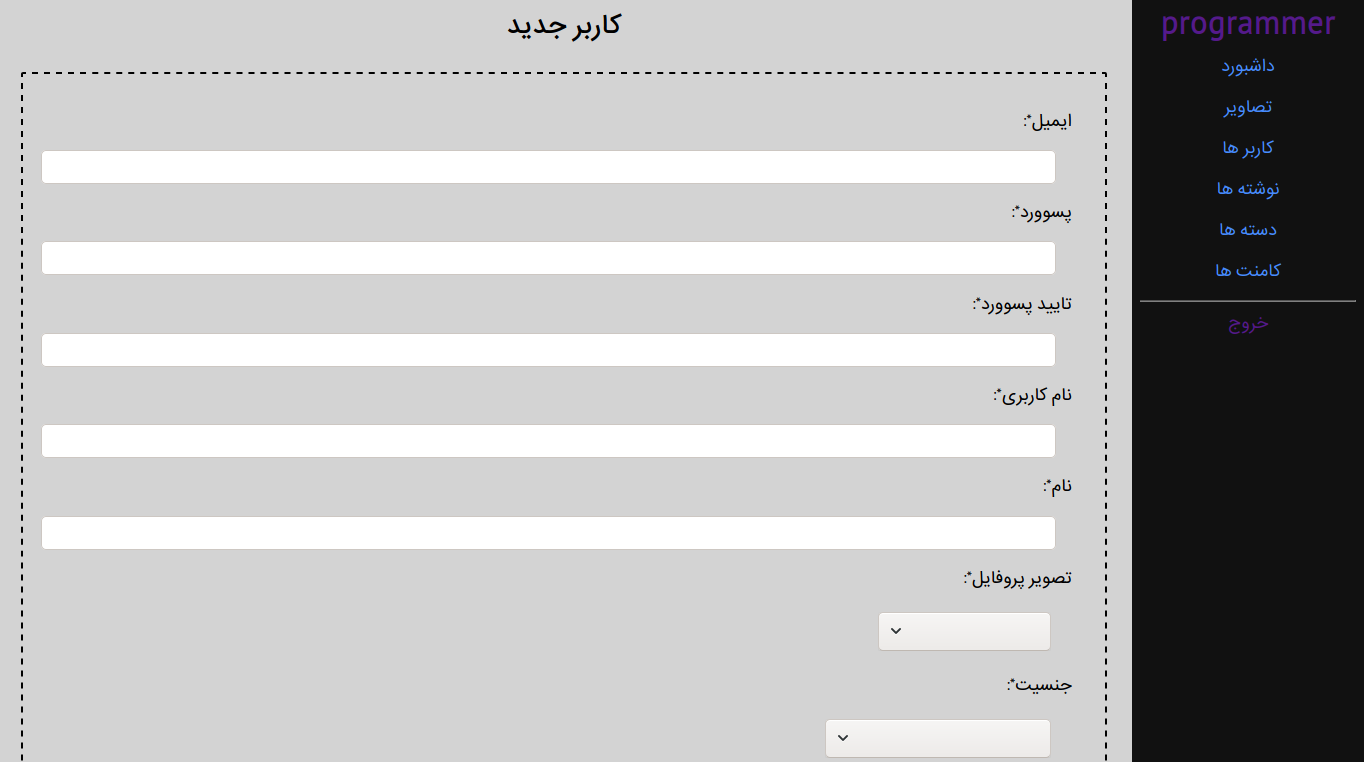 programmer
داشبورد
تصاویر
کاربر ها
نوشته ها
دسته ها
کامنت ها
خروج
کاربر جدید
ایمیل*:
پسوورد*:
تایید پسوورد*:
نام کاربری*:
نام*:
تصویر پروفایل*:
جنسیت*: